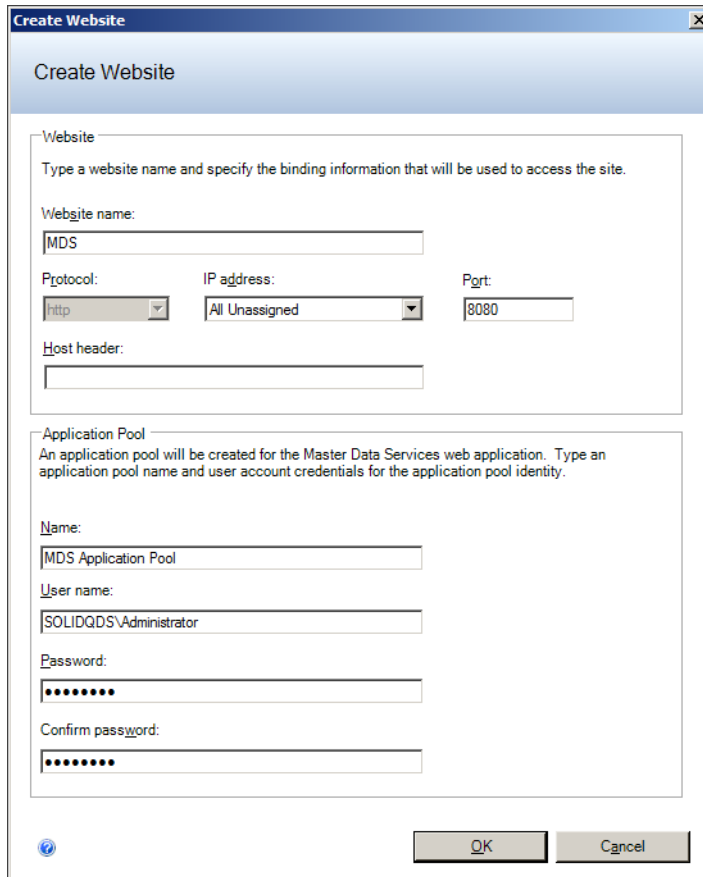 Create Website
Create Website
Website
Type a website name and specify the binding information that will be used to access the site.
Website name:
MDS
Protocol: IP address: Port:
http All Unassigned 8080
Host header:
Application Pool
An application pool will be created for the Master Data Services web application. Type an
application pool name and user account credentials for the application pool identity.
Name:
MDS Application Pool
User name:
SOLIDQDS\Administrator
Password:
••••••••
Confirm password:
••••••••
OK Cancel